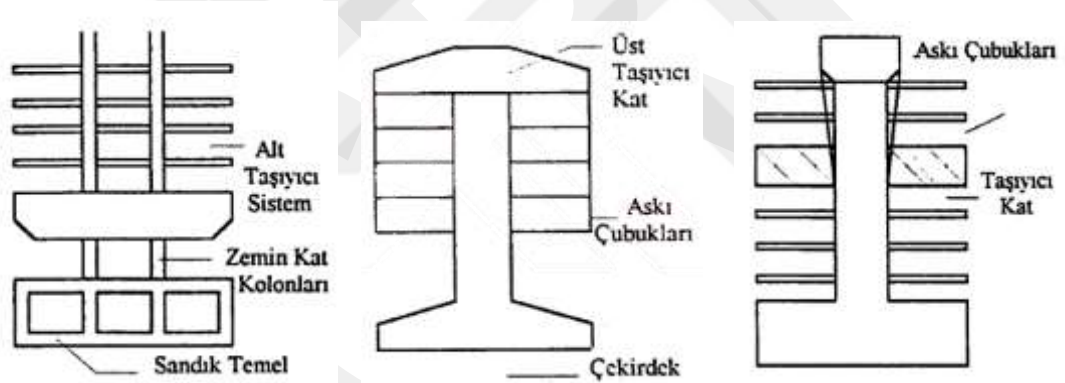 Alt
Taşıyıcı
Sistem
Zemin Kat
Kolonları
Sandık Temel
Üst
Taşıyıcı
Kat
Askı
Çubukları
Çekirdek
Askı Çubukları
Taşıyıcı
Kat